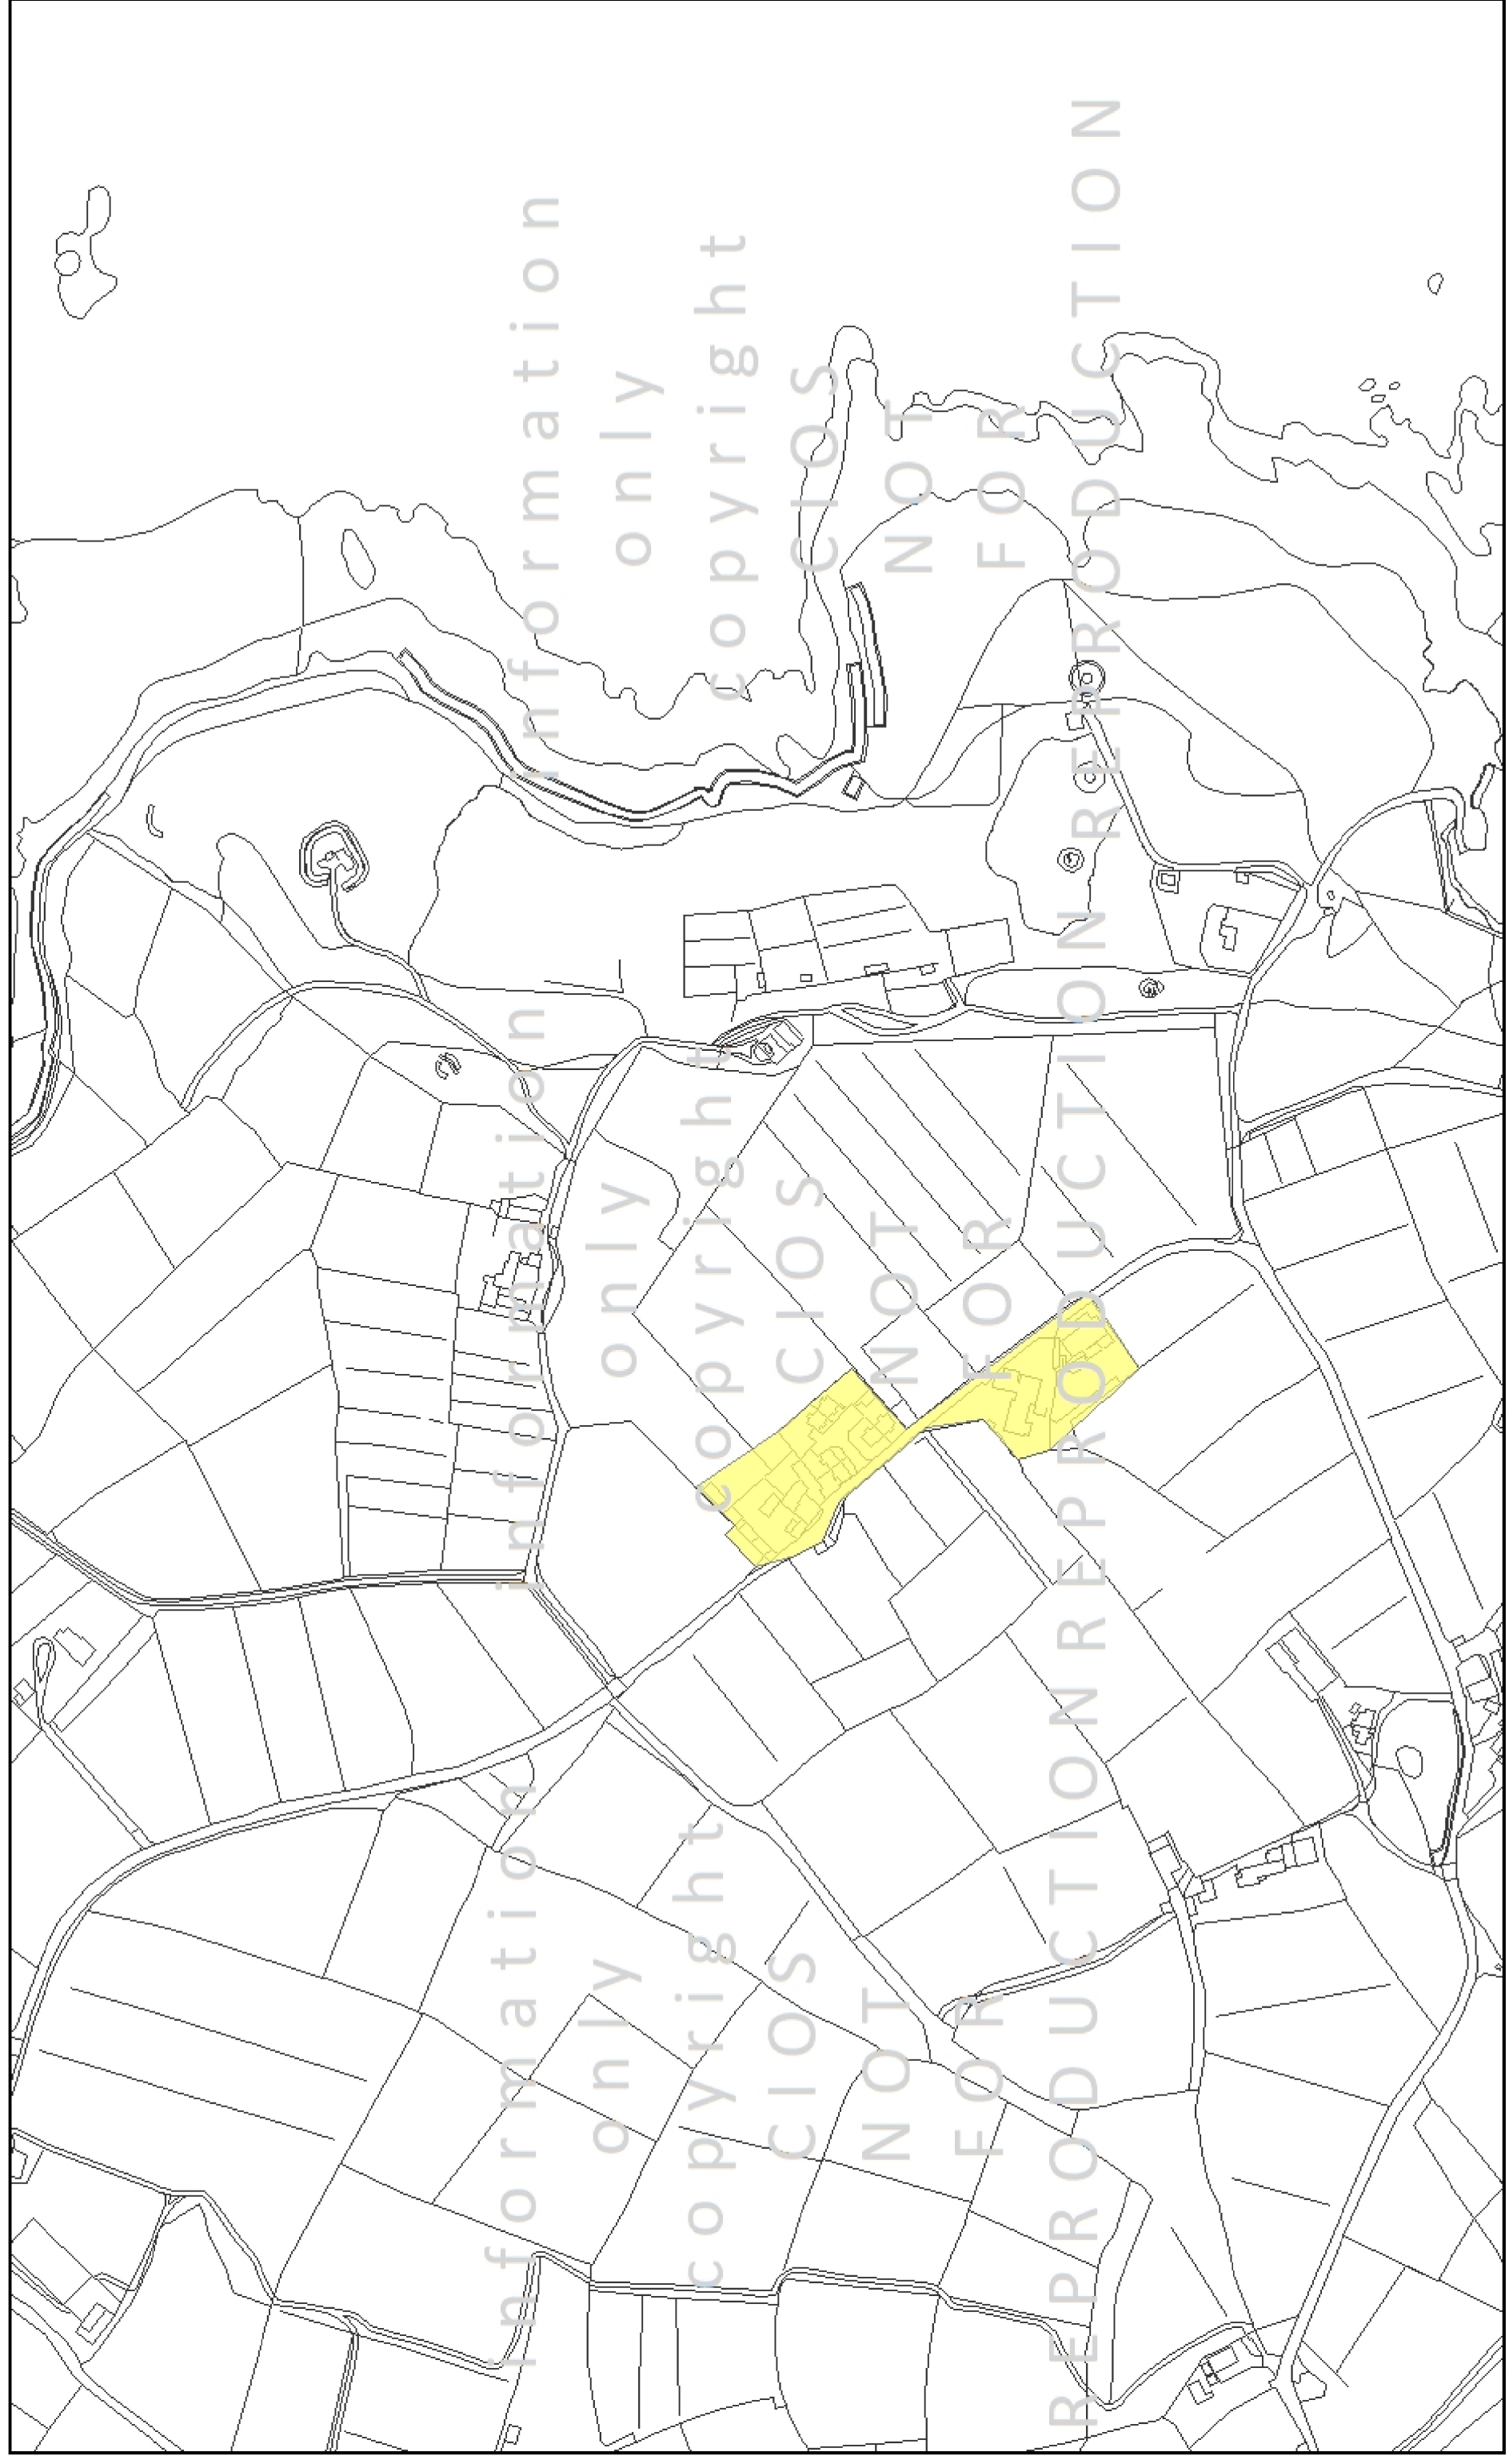 information information information
only only only
copyright copyright copyright
CIOS CIOS CIOS
NOT NOT NOT
FOR FOR FOR
REPRODUCTION REPRODUCTION REPRODUCTION